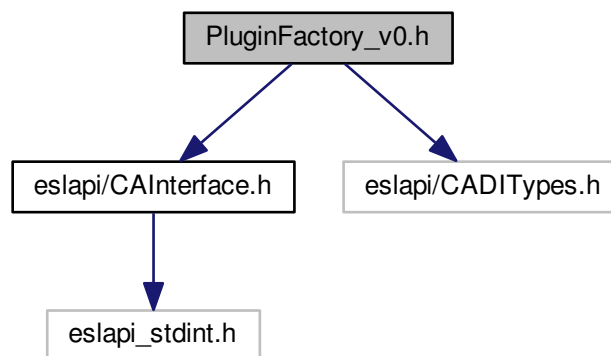 PluginFactory_v0.h
eslapi/CAInterface.h
eslapi/CADITypes.h
eslapi_stdint.h